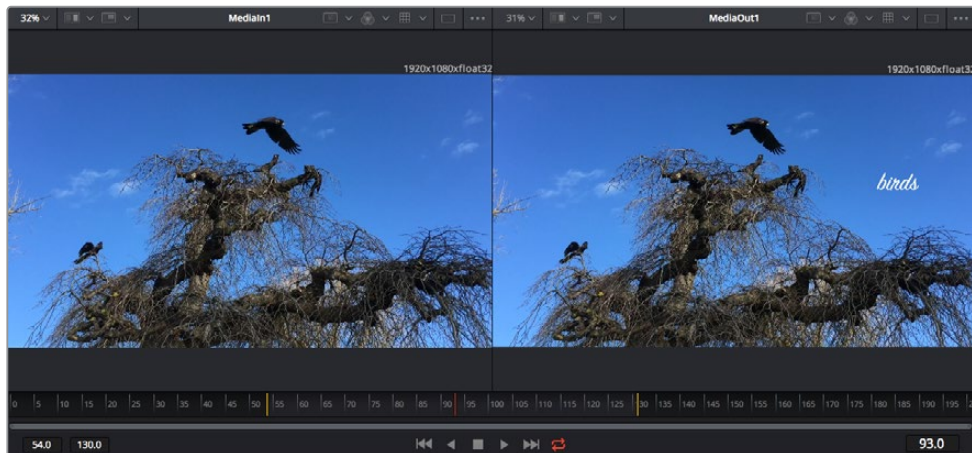 32% MediaIn1 31% MediaOut1
1920x1080xfloat32 1920x1080xfloat32
birds
0 5 10 15 20 25 30 35 40 45 50 55 60 65 70 75 80 85 90 95 100 105 110 115 120 125 30 135 140 145 150 155 160 165 170 175 180 185 190 195
54.0 130.0 93.0